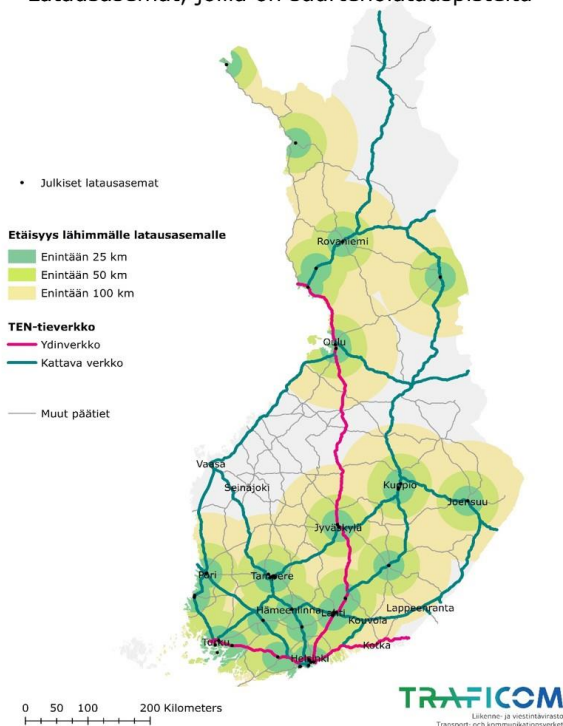 Latausasemat, joilla on suurteholatauspisteitä
Julkiset latausasemat
Etäisyys lähimmälle latausasemalle
Enintään 25 km
Enintään 50 km
Enintään 100 km
TEN-tieverkko
Ydinverkko
Kattava verkko
Muut päätiet
Rovaniemi
Oulu
Vaasa
Seinäjoki
Kuopio
Joensuu
Jyväskylä
Pori
Tampere
Hämeenlinna
Lahti
Lappeenranta
Kouvola
Turku
Kotka
Helsinki
0 50 100 200 Kilometers
TRAFICOM
Liikenne- ja viestintävirasto
Transport- och kommunikationsverket